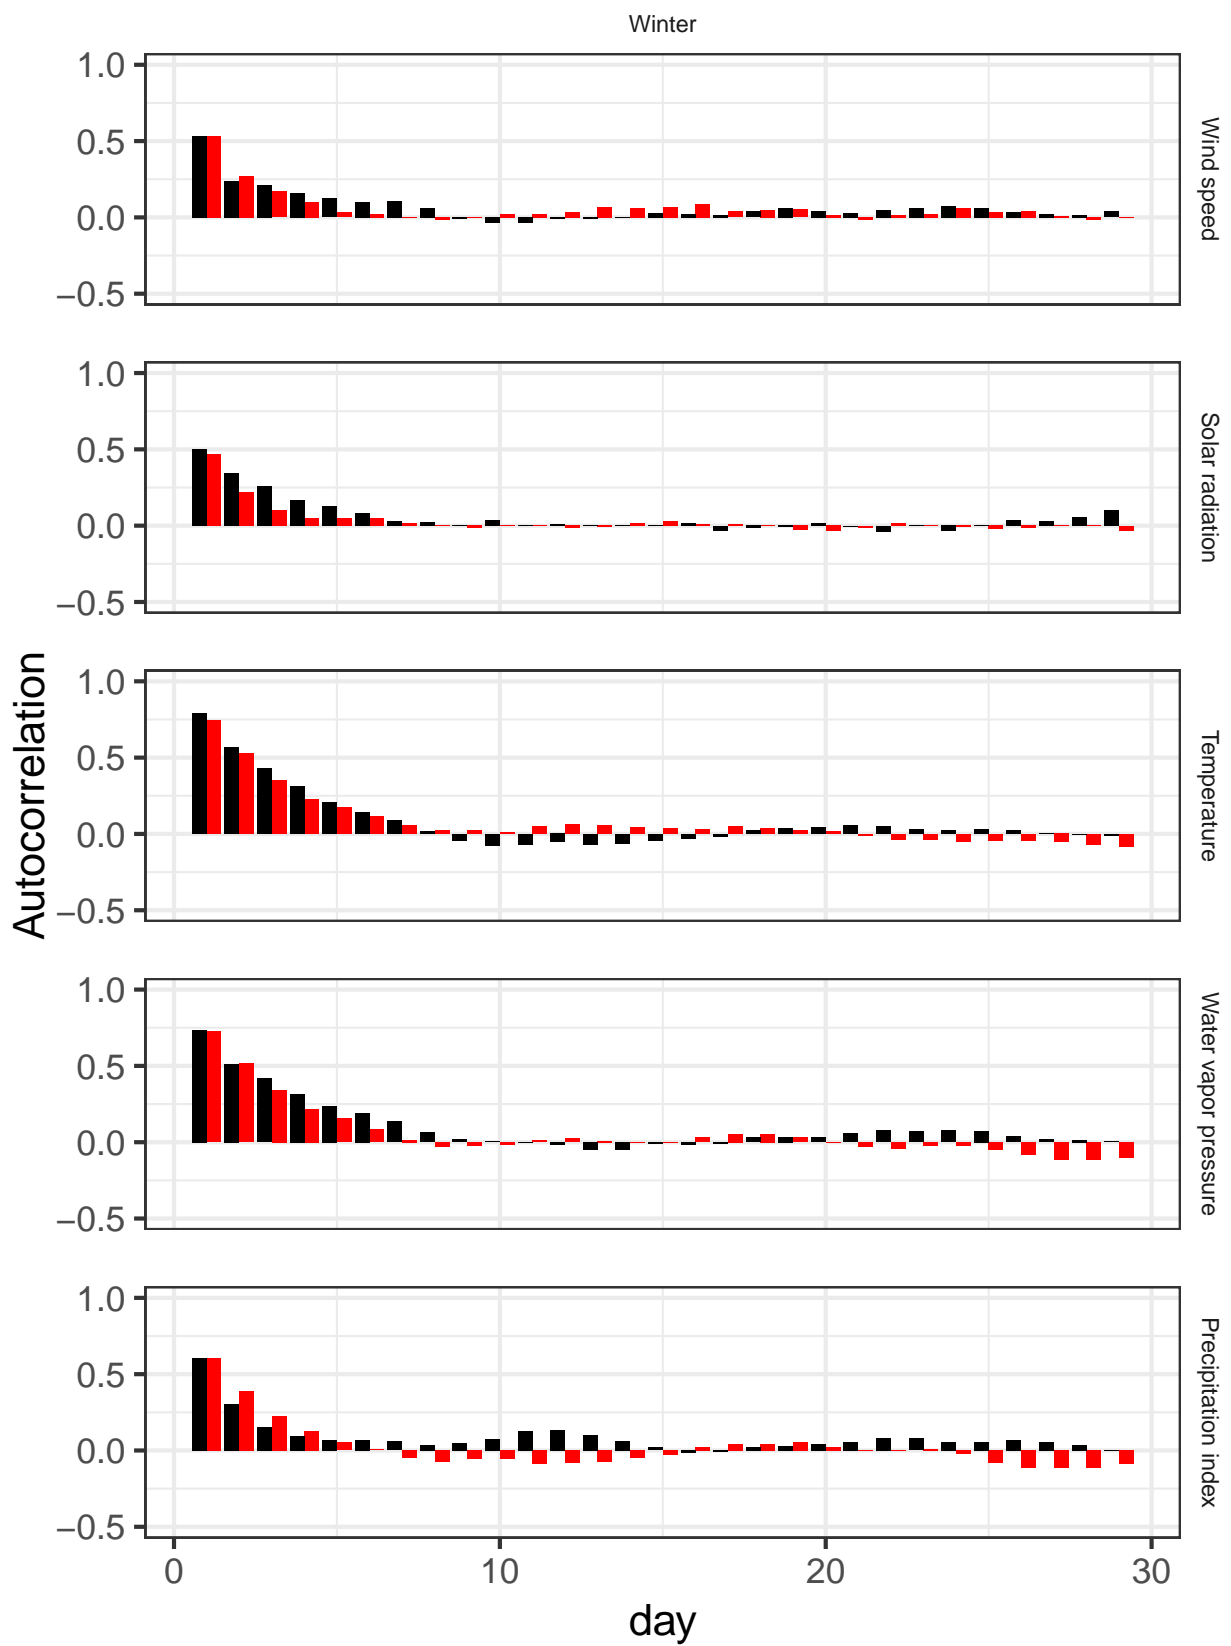 Winter
1.0
0.5
0.0
−0.5
Wind speed
1.0
0.5
0.0
−0.5
Solar radiation
1.0
0.5
0.0
−0.5
Temperature
Autocorrelation
1.0
0.5
0.0
−0.5
Water vapor pressure
1.0
0.5
0.0
−0.5
Precipitation index
0 10 20 30
day